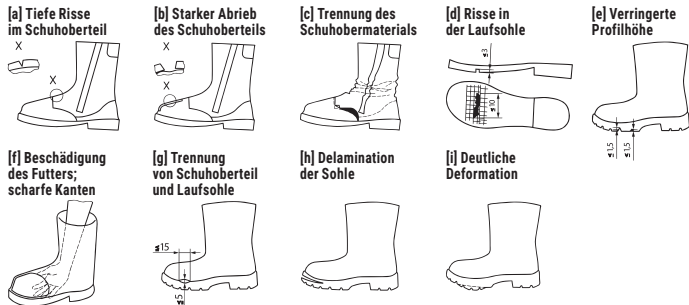 [a] Tiefe Risse
im Schuhoberteil
X
[b] Starker Abrieb
des Schuhoberteils
X
X
[c] Trennung des
Schuhobermaterials
[d] Risse in
der Laufsohle
≤3
≤10
[e] Verringerte
Profilhöhe
≤1,5
≤1,5
[f] Beschädigung
des Futters;
scharfe Kanten
[g] Trennung
von Schuhoberteil
und Laufsohle
≤15
≤5
[h] Delamination
der Sohle
[i] Deutliche
Deformation